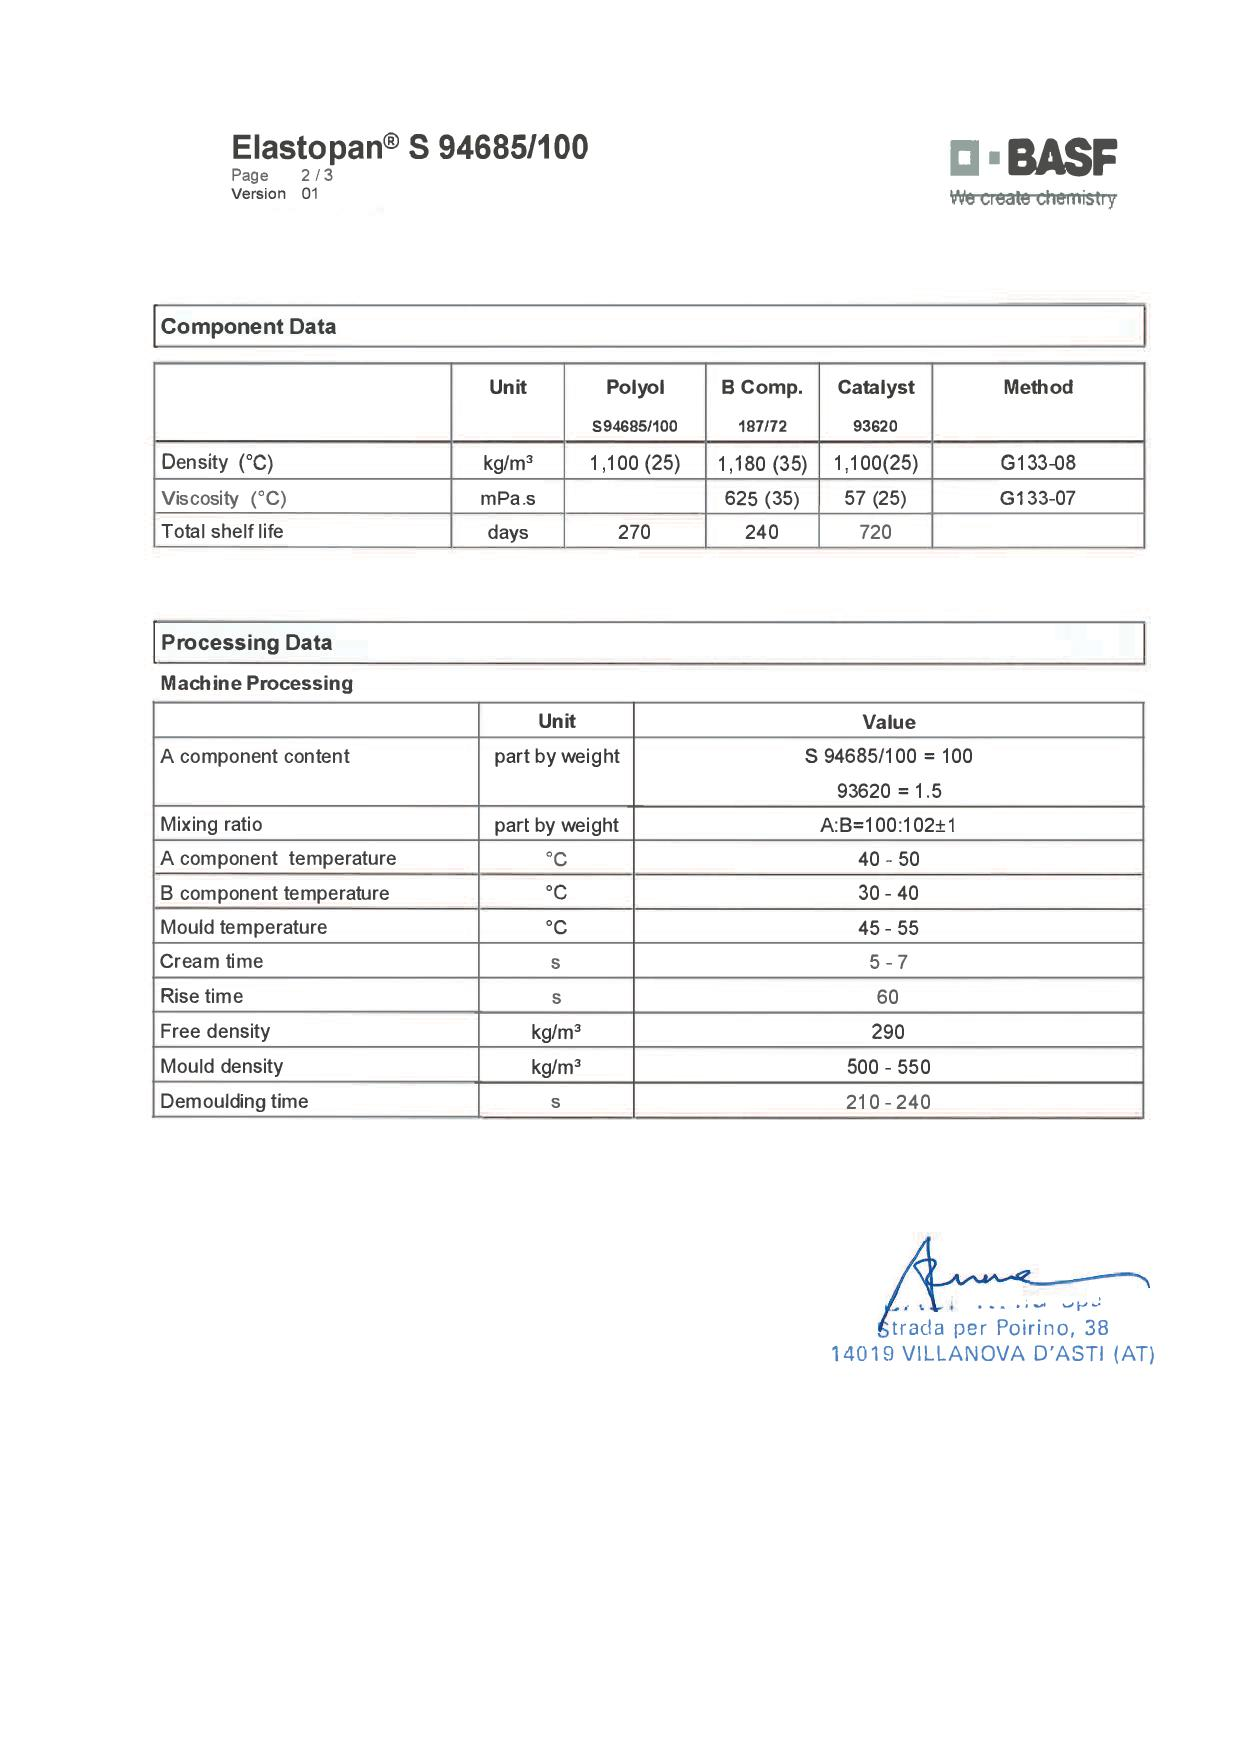 Elastopan® S 94685/100
Page 2 / 3
Version 01
BASF
We create chemistry
Component Data
Unit Polyol B Comp. Catalyst Method
S94685/100 187/72 93620
Density (°C) kg/m³ 1,100 (25) 1,180 (35) 1,100(25) G133-08
Viscosity (°C) mPa.s 625 (35) 57 (25) G133-07
Total shelf life days 270 240 720
Processing Data
Machine Processing
Unit Value
A component content part by weight S 94685/100 = 100
93620 = 1.5
Mixing ratio part by weight A:B=100:102±1
A component temperature °C 40 - 50
B component temperature °C 30 - 40
Mould temperature °C 45 - 55
Cream time s 5 - 7
Rise time s 60
Free density kg/m³ 290
Mould density kg/m³ 500 - 550
Demoulding time s 210 - 240
Strada per Poirino, 38
14019 VILLANOVA D'ASTI (AT)